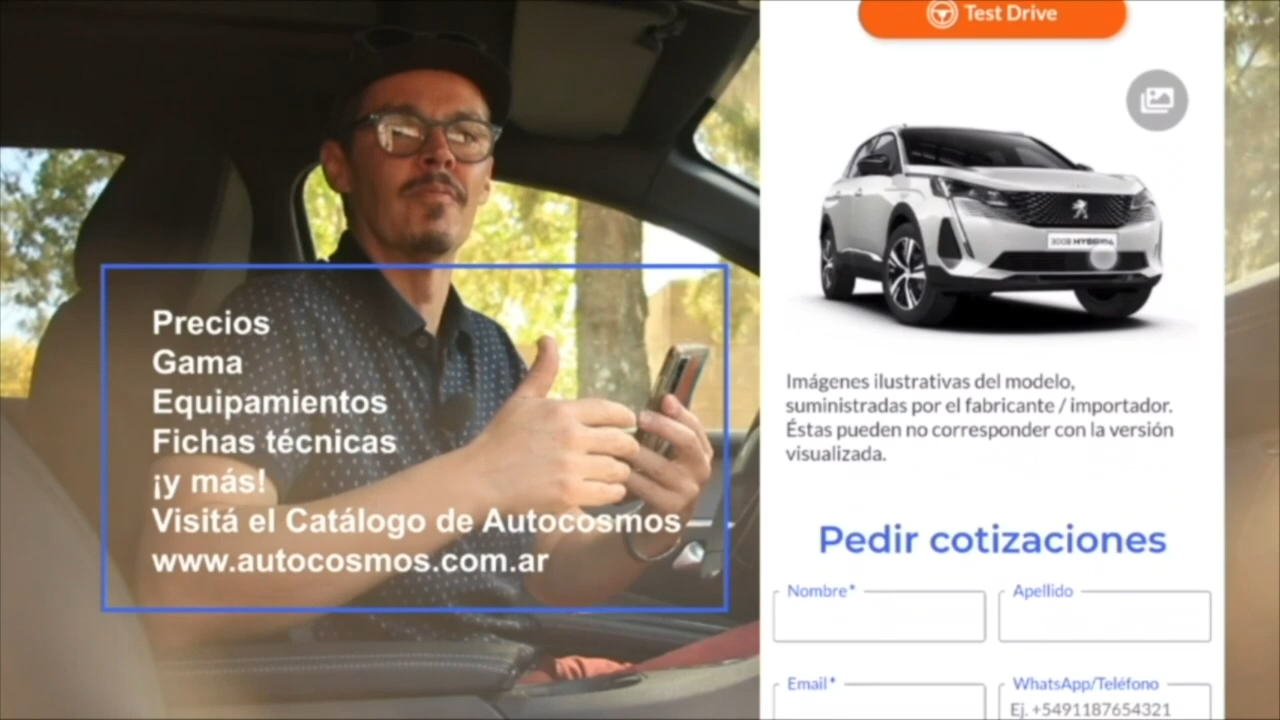 Precios
Gama
Equipamientos
Fichas técnicas
¡y más!
Visitá el Catálogo de Autocosmos
www.autocosmos.com.ar
Test Drive
3008 HYBRID4
Imágenes ilustrativas del modelo,
suministradas por el fabricante / importador.
Éstas pueden no corresponder con la versión
visualizada.
Pedir cotizaciones
Nombre*
Apellido
Email*
WhatsApp/Teléfono
Ej. +5491187654321